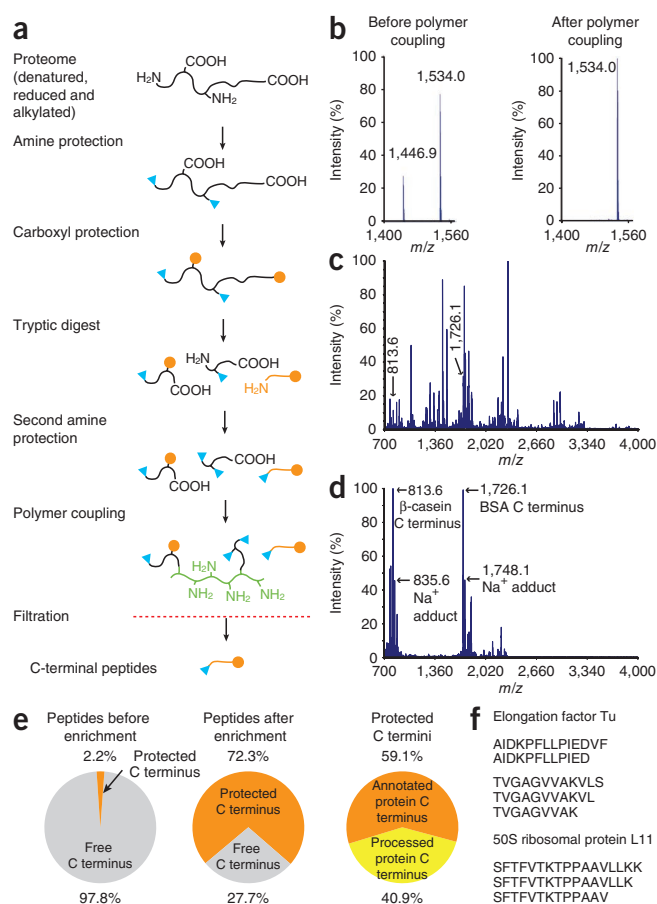 a
Proteome
(denatured,
reduced and
alkylated)
H2N
COOH
NH2
COOH
Amine protection
COOH
COOH
Carboxyl protection
Tryptic digest
H2N
COOH
COOH
H2N
Second amine
protection
COOH
COOH
Polymer coupling
H2N
NH2
NH2
NH2
Filtration
C-terminal peptides
b
Before polymer
coupling
After polymer
coupling
100
80
60
40
20
0
Intensity (%)
1,534.0
1,446.9
1,400
1,560
m/z
100
80
60
40
20
0
Intensity (%)
1,534.0
1,400
1,560
m/z
c
100
80
60
40
20
0
Intensity (%)
813.6
1,726.1
700
1,360
2,020
2,660
3,340
4,000
m/z
d
100
80
60
40
20
0
Intensity (%)
813.6
β-casein
C terminus
1,726.1
BSA C terminus
835.6
Na+
adduct
1,748.1
Na+ adduct
700
1,360
2,020
2,660
3,340
4,000
m/z
e
Peptides before
enrichment
2.2%
Protected
C terminus
Free
C terminus
97.8%
Peptides after
enrichment
72.3%
Protected
C terminus
Free
C terminus
27.7%
Protected
C termini
59.1%
Annotated
protein C
terminus
Processed
protein C
terminus
40.9%
f
Elongation factor Tu
AIDKPFLLPIEDVF
AIDKPFLLPIED
TVGAGVVAKVLS
TVGAGVVAKVL
TVGAGVVAK
50S ribosomal protein L11
SFTFVTKTPPAAVLLKK
SFTFVTKTPPAAVLLK
SFTFVTKTPPAAV